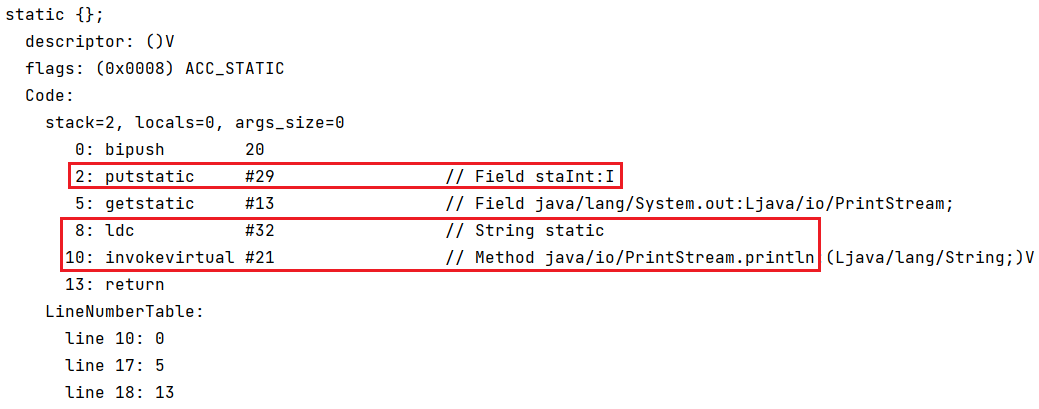 static {};
  descriptor: ()V
  flags: (0x0008) ACC_STATIC
  Code:
    stack=2, locals=0, args_size=0
       0: bipush        20
       2: putstatic     #29                 // Field staInt:I
       5: getstatic     #13                 // Field java/lang/System.out:Ljava/io/PrintStream;
       8: ldc           #32                 // String static
      10: invokevirtual #21                 // Method java/io/PrintStream.println:(Ljava/lang/String;)V
      13: return
    LineNumberTable:
      line 10: 0
      line 17: 5
      line 18: 13